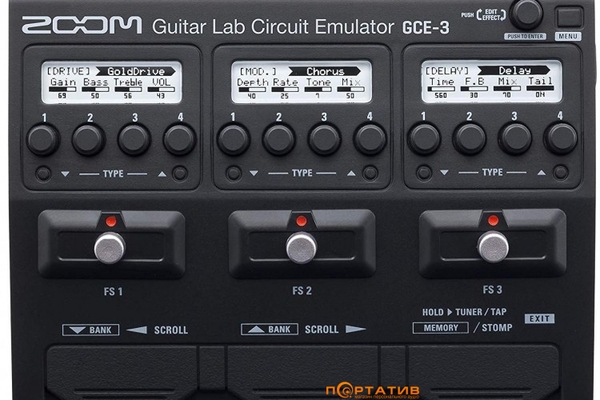 ZOOM Guitar Lab Circuit Emulator GCE-3
PUSH EDIT EFFECT
PUSH TO ENTER MENU
[DRIVE] GoldDrive
Gain Bass Treble VOL
69 50 56 43
[MOD.] Chorus
Depth Rate Tone Mix
40 25 7 50
[DELAY] Delay
Time F.B Mix Tail
560 30 70 ON
1 2 3 4
1 2 3 4
1 2 3 4
TYPE
TYPE
TYPE
FS 1
FS 2
FS 3
HOLD TUNER / TAP
BANK SCROLL
BANK SCROLL
MEMORY / STOMP EXIT
ПОРТАТИВ